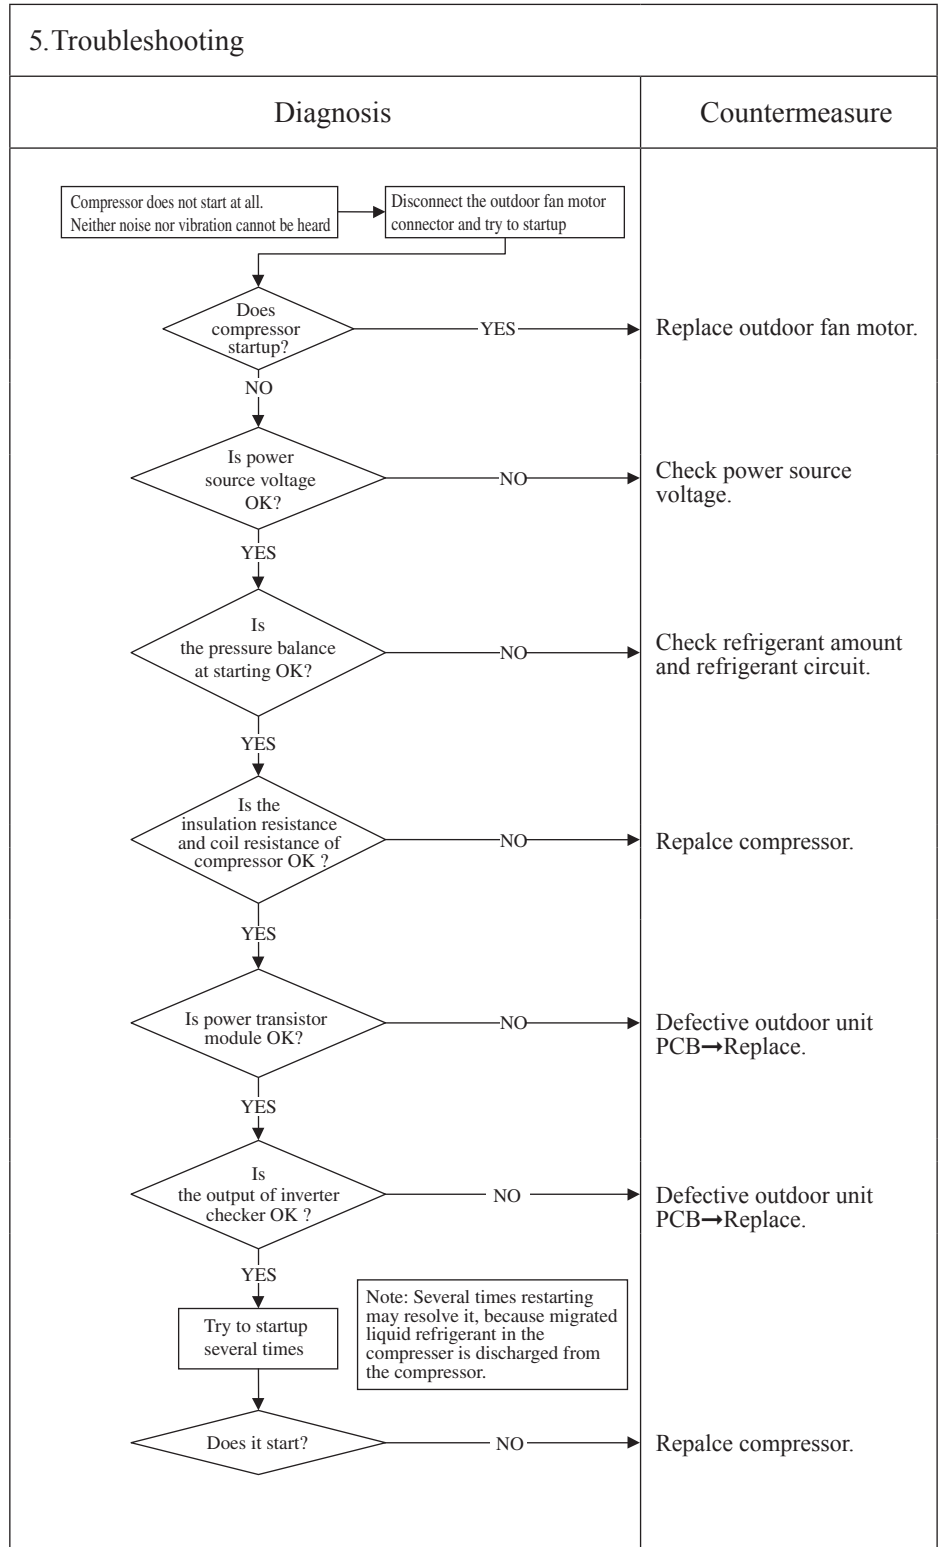 5.Troubleshooting
Diagnosis
Countermeasure
Compressor does not start at all.
Neither noise nor vibration cannot be heard
Disconnect the outdoor fan motor
connector and try to startup
Does
compressor
startup?
YES
Replace outdoor fan motor.
NO
Is power
source voltage
OK?
NO
Check power source
voltage.
YES
Is
the pressure balance
at starting OK?
NO
Check refrigerant amount
and refrigerant circuit.
YES
Is the
insulation resistance
and coil resistance of
compressor OK ?
NO
Repalce compressor.
YES
Is power transistor
module OK?
NO
Defective outdoor unit
PCB→Replace.
YES
Is
the output of inverter
checker OK ?
NO
Defective outdoor unit
PCB→Replace.
YES
Try to startup
several times
Note: Several times restarting
may resolve it, because migrated
liquid refrigerant in the
compresser is discharged from
the compressor.
Does it start?
NO
Repalce compressor.